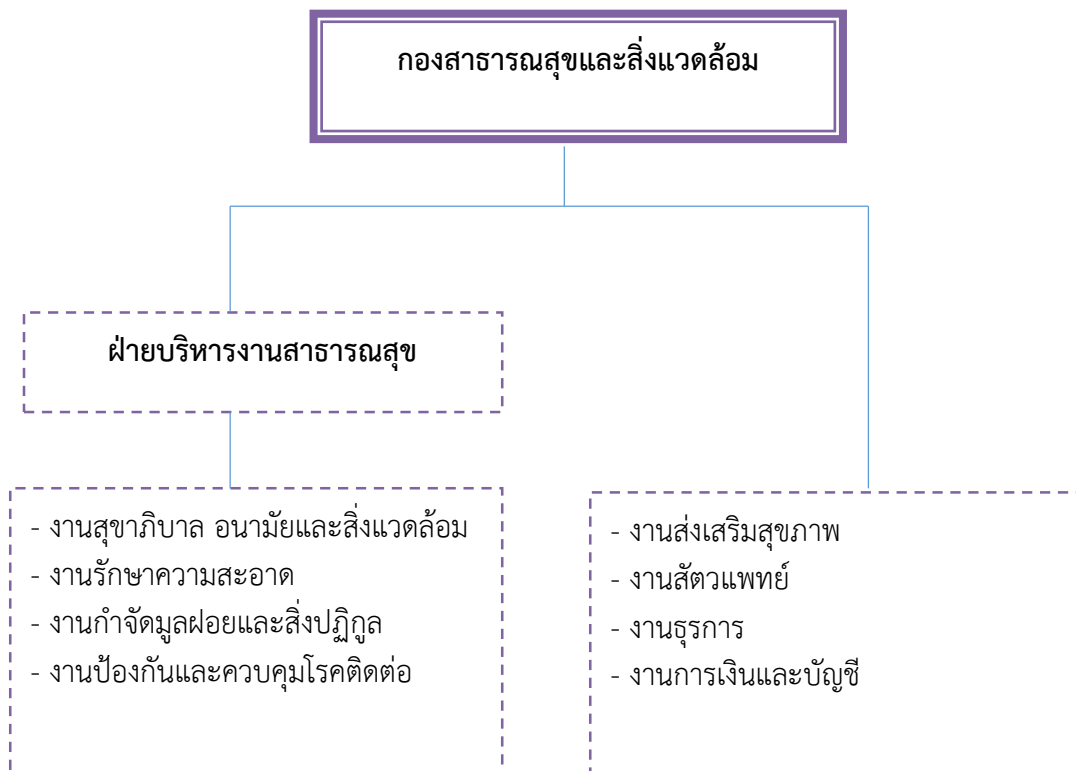 กองสาธารณสุขและสิ่งแวดล้อม
ฝ่ายบริหารงานสาธารณสุข
- งานสุขาภิบาล อนามัยและสิ่งแวดล้อม
- งานรักษาความสะอาด
- งานกำจัดมูลฝอยและสิ่งปฏิกูล
- งานป้องกันและควบคุมโรคติดต่อ
- งานส่งเสริมสุขภาพ
- งานสัตวแพทย์
- งานธุรการ
- งานการเงินและบัญชี